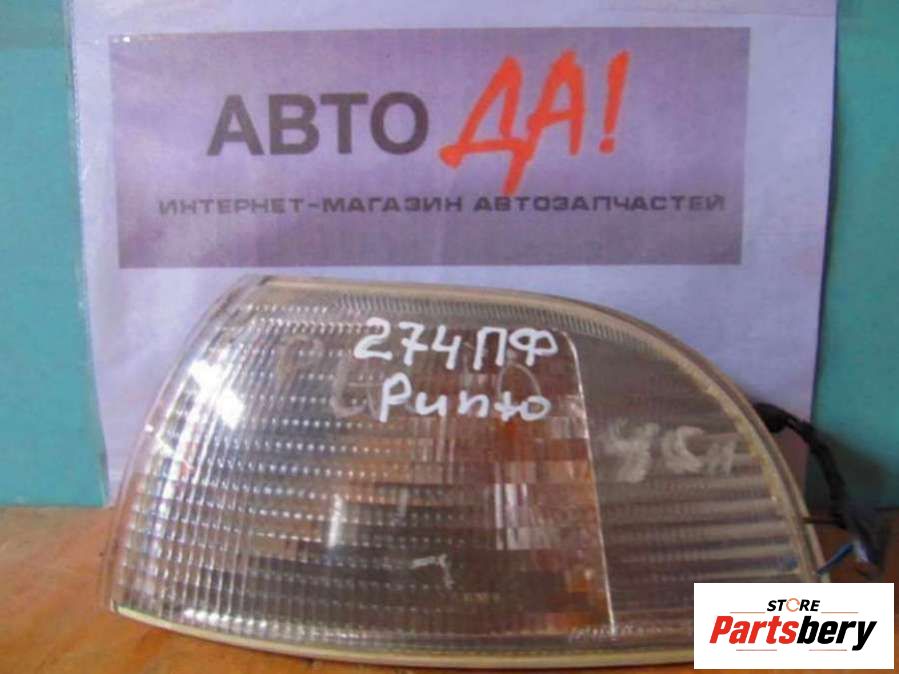 АВТО ДА!
ИНТЕРНЕТ-МАГАЗИН АВТОЗАПЧАСТЕЙ
274ПФ
Punto
STORE
Partsbery